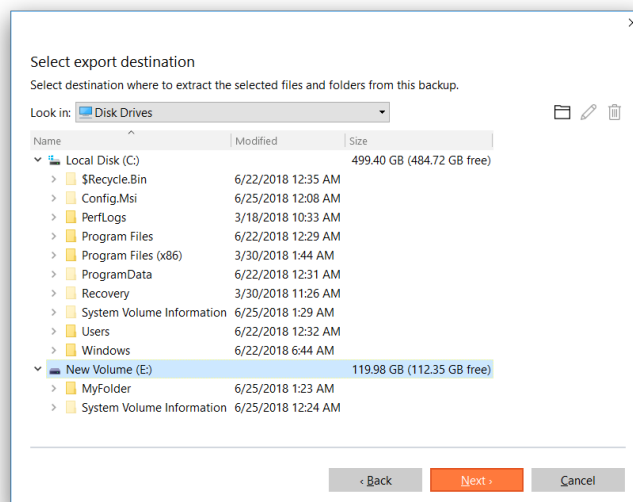 Select export destination
Select destination where to extract the selected files and folders from this backup.
Look in: Disk Drives
Name Modified Size
Local Disk (C:) 499.40 GB (484.72 GB free)
$Recycle.Bin 6/22/2018 12:35 AM
Config.Msi 6/25/2018 12:08 AM
PerfLogs 3/18/2018 10:33 AM
Program Files 6/22/2018 12:29 AM
Program Files (x86) 3/30/2018 1:44 AM
ProgramData 6/22/2018 12:31 AM
Recovery 3/30/2018 11:26 AM
System Volume Information 6/25/2018 1:29 AM
Users 6/22/2018 12:32 AM
Windows 6/22/2018 6:44 AM
New Volume (E:) 119.98 GB (112.35 GB free)
MyFolder 6/25/2018 1:23 AM
System Volume Information 6/25/2018 12:24 AM
‹ Back Next › Cancel